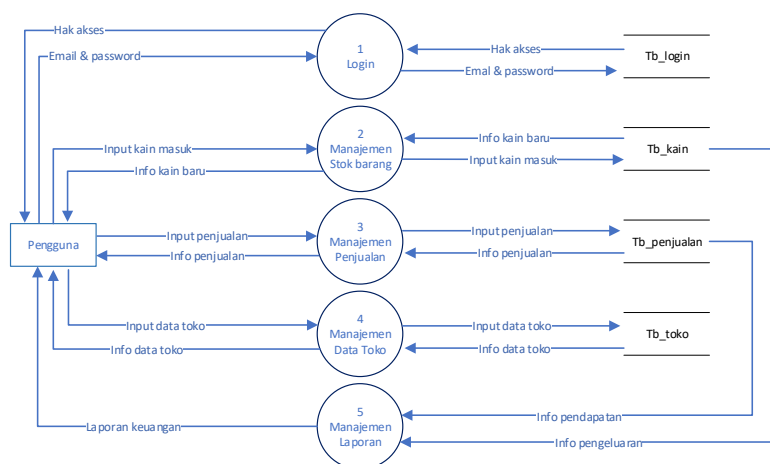 Hak akses
1
Login
Hak akses
Email & password
Tb_login
Emal & password
2
Manajemen
Stok barang
Info kain baru
Input kain masuk
Tb_kain
Input kain masuk
Info kain baru
3
Manajemen
Penjualan
Input penjualan
Input penjualan
Pengguna
Tb_penjualan
Info penjualan
Info penjualan
4
Manajemen
Data Toko
Input data toko
Input data toko
Tb_toko
Info data toko
Info data toko
5
Manajemen
Laporan
Info pendapatan
Laporan keuangan
Info pengeluaran